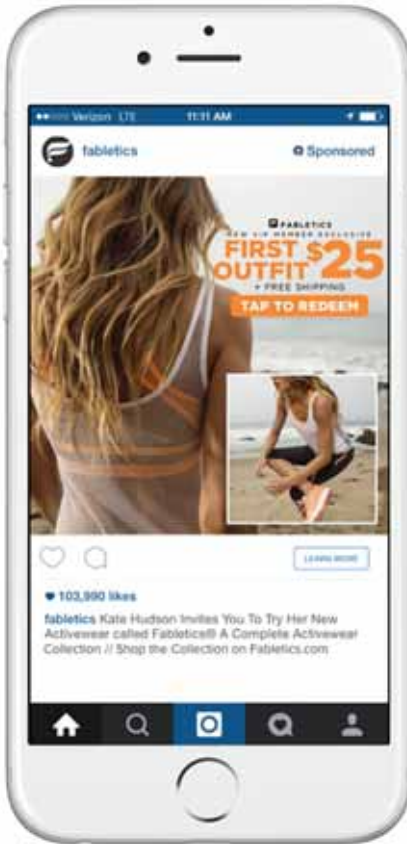 Verizon LTE 11:11 AM
fabletics Sponsored
FABLETICS
NEW VIP MEMBER EXCLUSIVE
FIRST OUTFIT $25
+ FREE SHIPPING
TAP TO REDEEM
LEARN MORE
103,990 likes
fabletics Kate Hudson Invites You To Try Her New
Activewear called Fabletics® A Complete Activewear
Collection // Shop the Collection on Fabletics.com